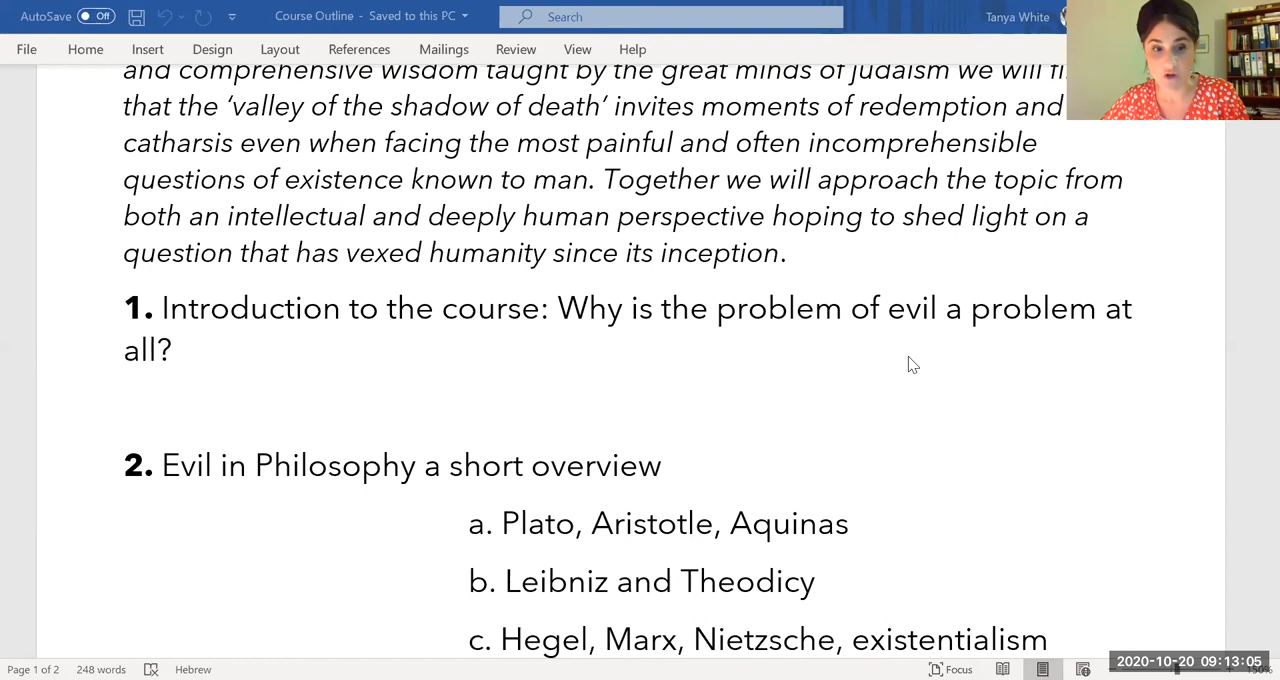 AutoSave Off Course Outline - Saved to this PC Search Tanya White
File Home Insert Design Layout References Mailings Review View Help
and comprehensive wisdom taught by the great minds of Judaism we will
that the ‘valley of the shadow of death’ invites moments of redemption and
catharsis even when facing the most painful and often incomprehensible
questions of existence known to man. Together we will approach the topic from
both an intellectual and deeply human perspective hoping to shed light on a
question that has vexed humanity since its inception.
1. Introduction to the course: Why is the problem of evil a problem at
all?
2. Evil in Philosophy a short overview
a. Plato, Aristotle, Aquinas
b. Leibniz and Theodicy
c. Hegel, Marx, Nietzsche, existentialism
Page 1 of 2 248 words Hebrew Focus 150%
2020-10-20 09:13:05